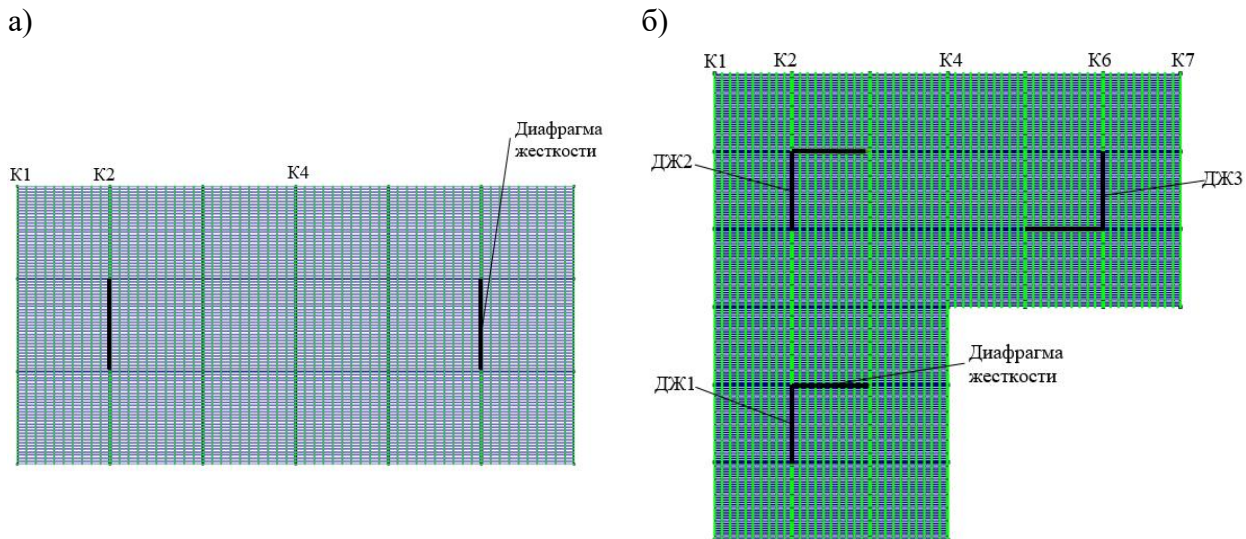 а)
К1
К2
К4
Диафрагма
жесткости
б)
К1
К2
К4
К6
К7
ДЖ2
ДЖ3
ДЖ1
Диафрагма
жесткости